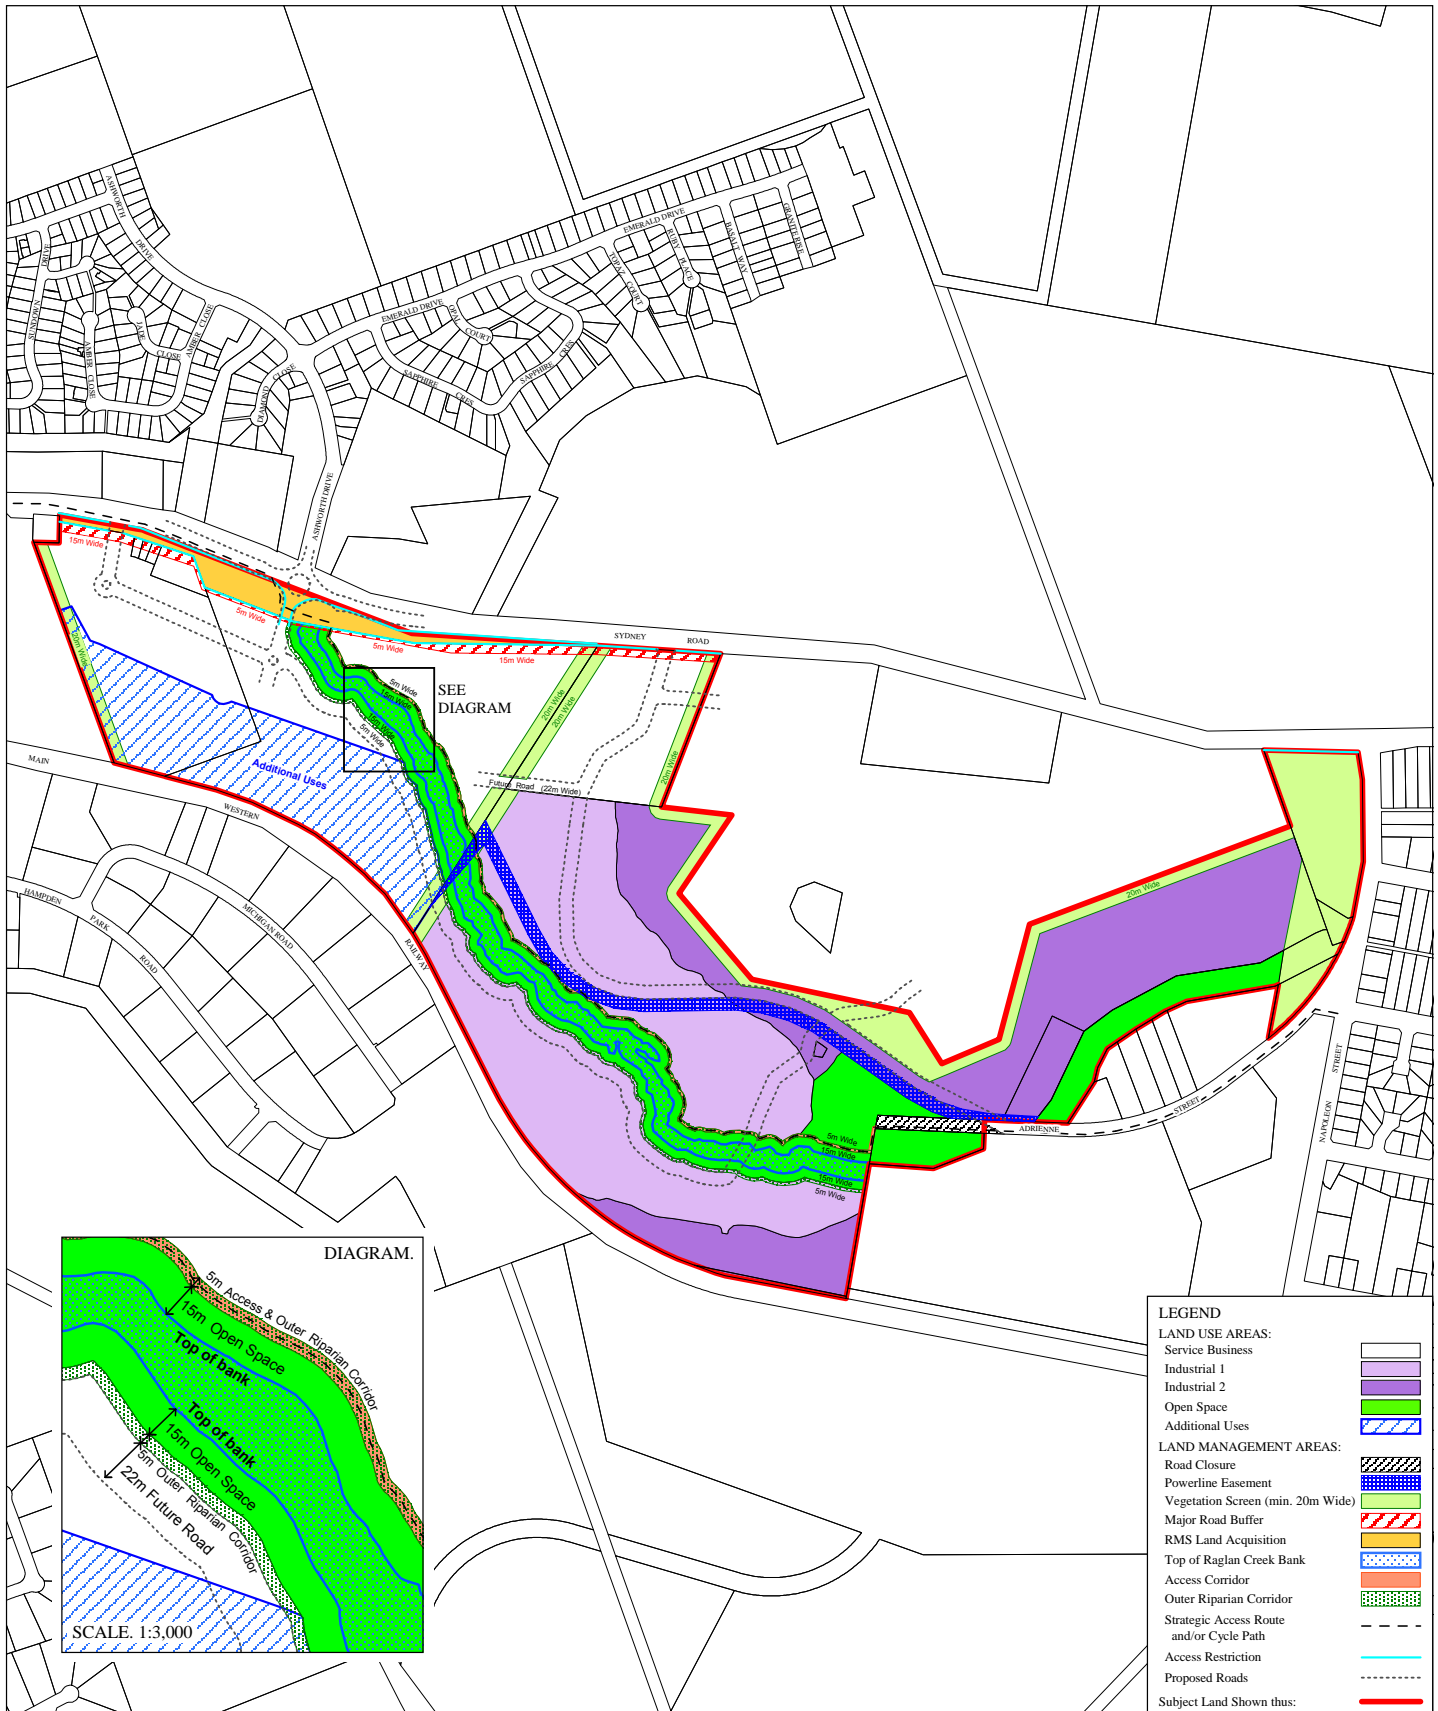 ASHWORTH
DRIVE
DRIVE
SUNDOWN
AMBER CLOSE
JADE
CLOSE
AMBER CLOSE
DIAMOND
CLOSE
EMERALD DRIVE
OPAL
COURT
SAPPHIRE
CRES
SAPPHIRE
CRES
EMERALD DRIVE
TOPAZ
COURT
RUBY
PLACE
BASALT
WAY
GRANITE RISE
ASHWORTH DRIVE
15m Wide
5m Wide
5m Wide
15m Wide
SYDNEY
ROAD
20m Wide
5m Wide
15m Wide
15m Wide
5m Wide
SEE
DIAGRAM
20m Wide
20m Wide
20m Wide
Future Road (22m Wide)
Additional Uses
MAIN
WESTERN
RAILWAY
HAMPDEN
PARK
ROAD
MICHIGAN ROAD
20m Wide
5m Wide
15m Wide
15m Wide
5m Wide
ADRIENNE
STREET
NAPOLEON
STREET
DIAGRAM.
5m Access & Outer Riparian Corridor
15m Open Space
Top of bank
Top of bank
15m Open Space
5m Outer Riparian Corridor
22m Future Road
SCALE. 1:3,000
LEGEND
LAND USE AREAS:
Service Business
Industrial 1
Industrial 2
Open Space
Additional Uses
LAND MANAGEMENT AREAS:
Road Closure
Powerline Easement
Vegetation Screen (min. 20m Wide)
Major Road Buffer
RMS Land Acquisition
Top of Raglan Creek Bank
Access Corridor
Outer Riparian Corridor
Strategic Access Route
and/or Cycle Path
Access Restriction
Proposed Roads
Subject Land Shown thus: